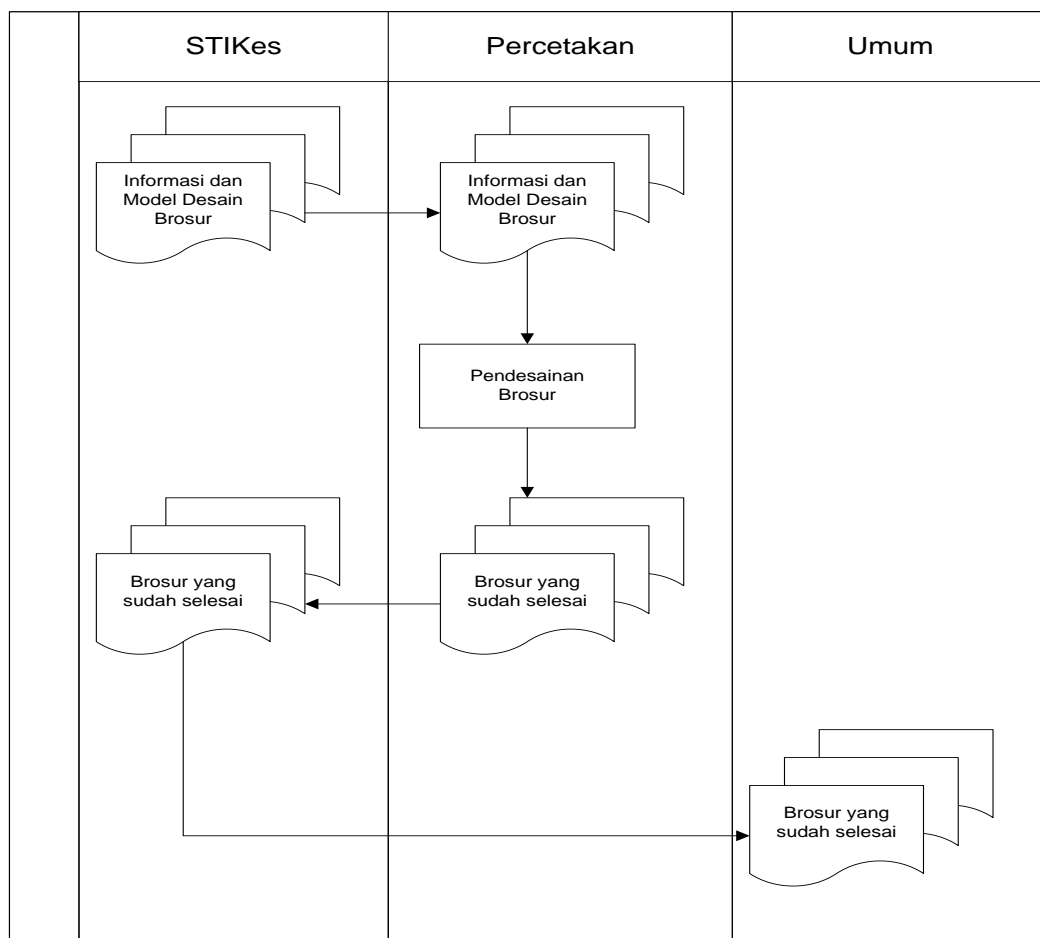 STIKes
Percetakan
Umum
Informasi dan
Model Desain
Brosur
Informasi dan
Model Desain
Brosur
Pendesainan
Brosur
Brosur yang
sudah selesai
Brosur yang
sudah selesai
Brosur yang
sudah selesai